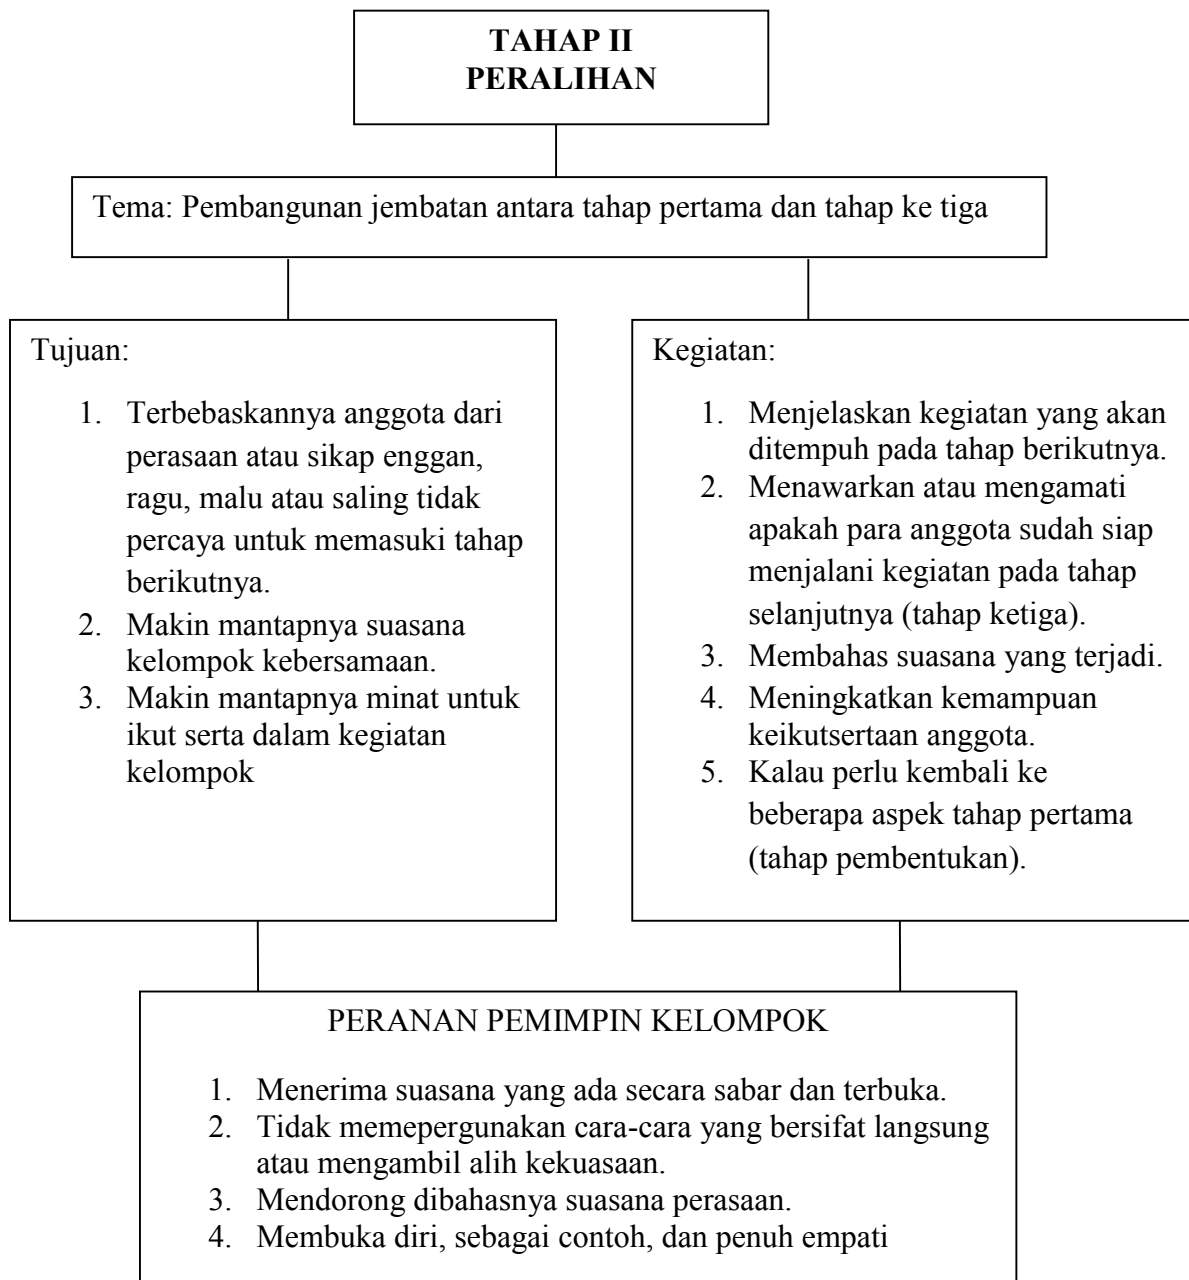 TAHAP II
PERALIHAN
Tema: Pembangunan jembatan antara tahap pertama dan tahap ke tiga
Tujuan:
1. Terbebaskannya anggota dari
perasaan atau sikap enggan,
ragu, malu atau saling tidak
percaya untuk memasuki tahap
berikutnya.
2. Makin mantapnya suasana
kelompok kebersamaan.
3. Makin mantapnya minat untuk
ikut serta dalam kegiatan
kelompok
Kegiatan:
1. Menjelaskan kegiatan yang akan
ditempuh pada tahap berikutnya.
2. Menawarkan atau mengamati
apakah para anggota sudah siap
menjalani kegiatan pada tahap
selanjutnya (tahap ketiga).
3. Membahas suasana yang terjadi.
4. Meningkatkan kemampuan
keikutsertaan anggota.
5. Kalau perlu kembali ke
beberapa aspek tahap pertama
(tahap pembentukan).
PERANAN PEMIMPIN KELOMPOK
1. Menerima suasana yang ada secara sabar dan terbuka.
2. Tidak memepergunakan cara-cara yang bersifat langsung
atau mengambil alih kekuasaan.
3. Mendorong dibahasnya suasana perasaan.
4. Membuka diri, sebagai contoh, dan penuh empati